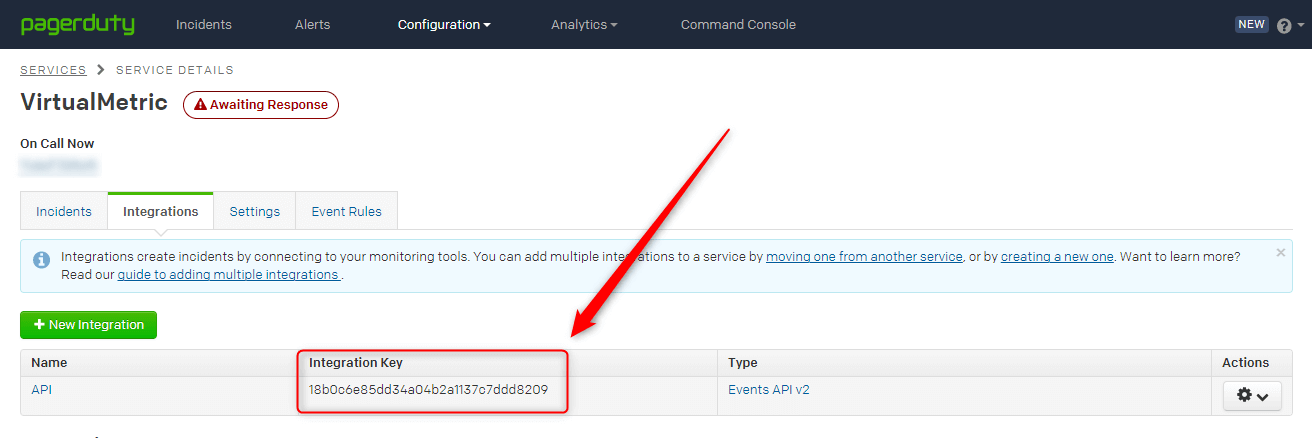 pagerduty Incidents Alerts Configuration Analytics Command Console NEW ?
SERVICES > SERVICE DETAILS
VirtualMetric Awaiting Response
On Call Now
Incidents Integrations Settings Event Rules
Integrations create incidents by connecting to your monitoring tools. You can add multiple integrations to a service by moving one from another service, or by creating a new one. Want to learn more?
Read our guide to adding multiple integrations .
+ New Integration
Name Integration Key Type Actions
API 18b0c6e85dd34a04b2a1137c7ddd8209 Events API v2